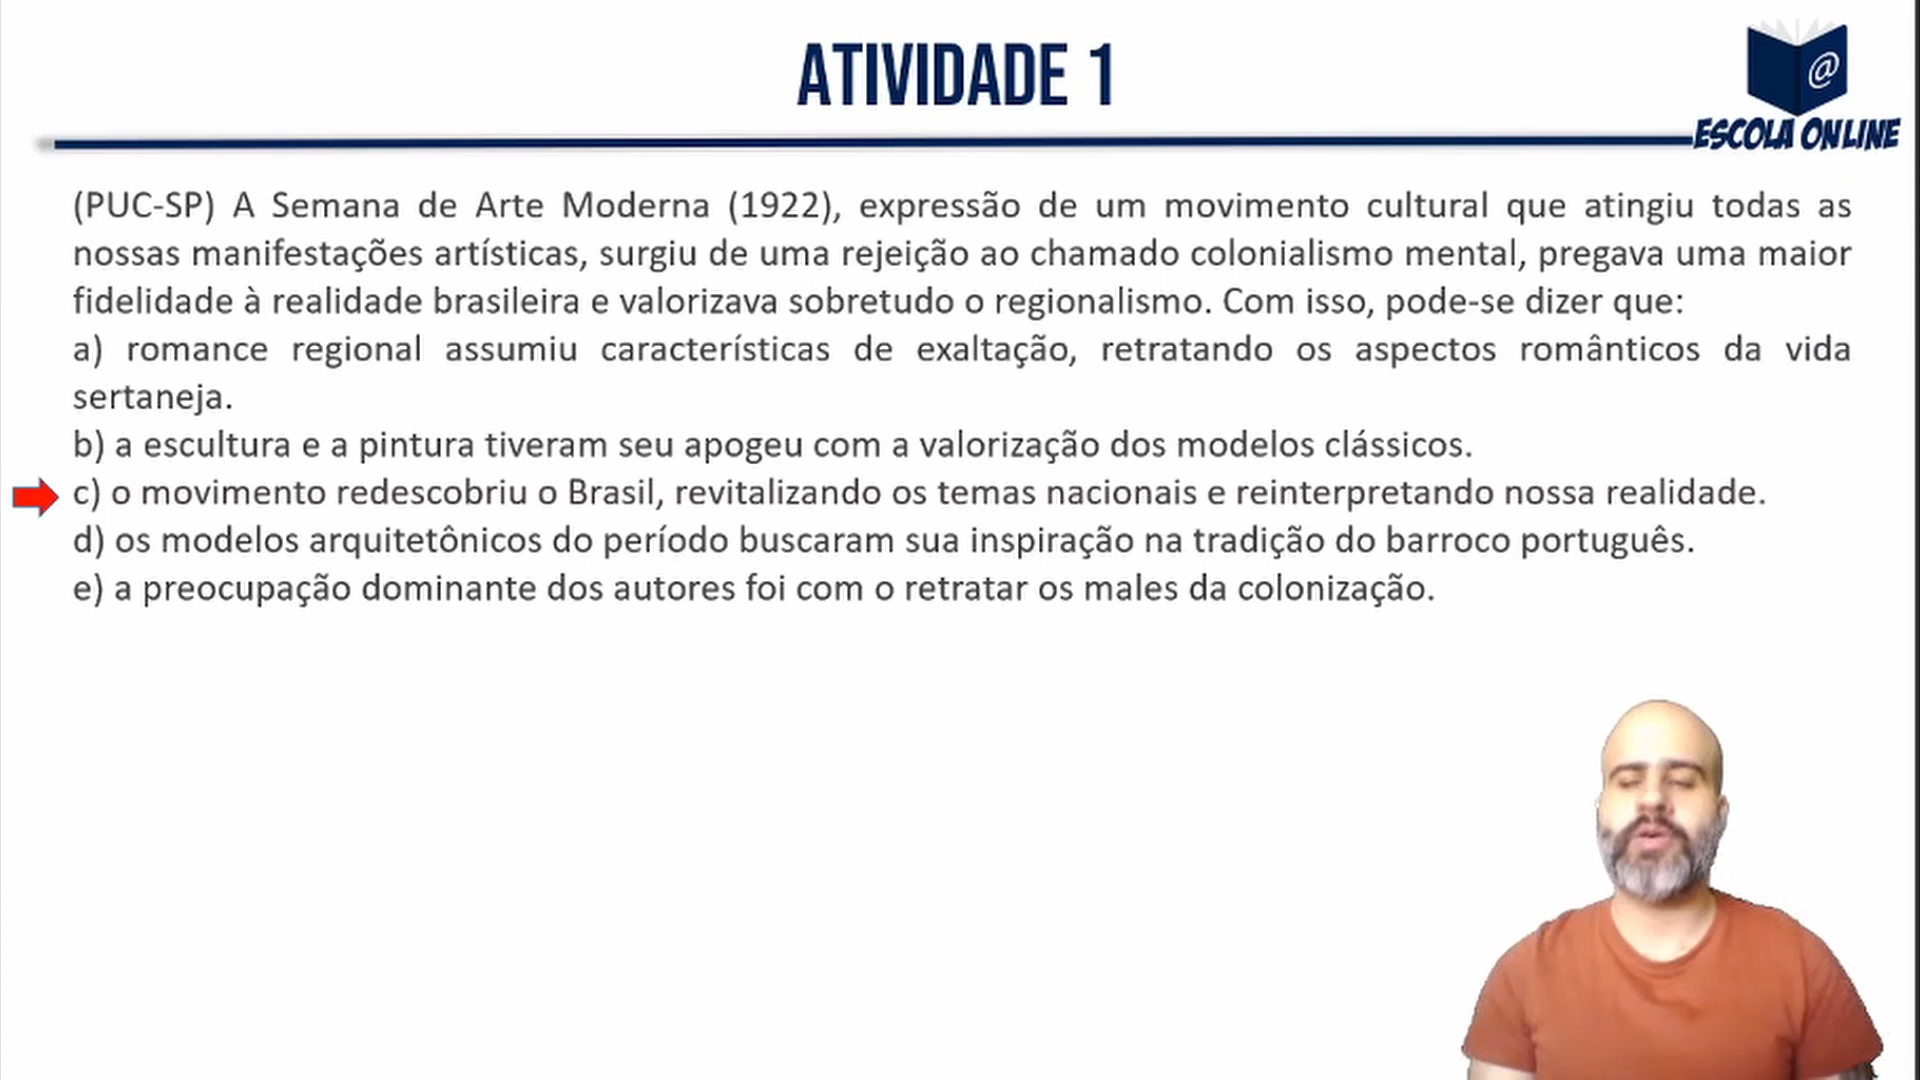 ATIVIDADE 1
@
ESCOLA ONLINE
(PUC-SP) A Semana de Arte Moderna (1922), expressão de um movimento cultural que atingiu todas as
nossas manifestações artísticas, surgiu de uma rejeição ao chamado colonialismo mental, pregava uma maior
fidelidade à realidade brasileira e valorizava sobretudo o regionalismo. Com isso, pode-se dizer que:
a) romance regional assumiu características de exaltação, retratando os aspectos românticos da vida
sertaneja.
b) a escultura e a pintura tiveram seu apogeu com a valorização dos modelos clássicos.
c) o movimento redescobriu o Brasil, revitalizando os temas nacionais e reinterpretando nossa realidade.
d) os modelos arquitetônicos do período buscaram sua inspiração na tradição do barroco português.
e) a preocupação dominante dos autores foi com o retratar os males da colonização.